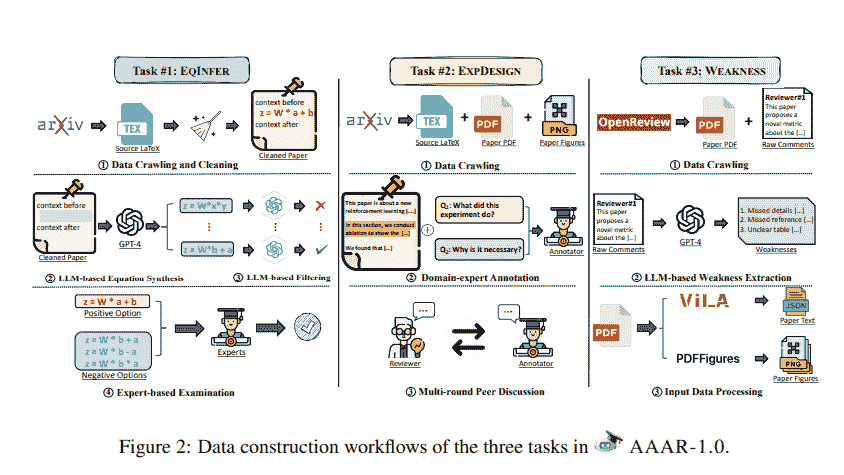 Task #1: EQINFER
arXiv
TEX
Source LaTeX
context before
z = W * a + b
context after
Cleaned Paper
① Data Crawling and Cleaning
context before
context after
Cleaned Paper
GPT-4
z = W*x*y
z = W*b + a
② LLM-based Equation Synthesis
③ LLM-based Filtering
z = W * a + b
Positive Option
z = W * b + a
z = W * b - a
z = W * b * a
Negative Options
Experts
④ Expert-based Examination
Task #2: EXPDESIGN
arXiv
TEX
Source LaTeX
+
PDF
Paper PDF
+
PNG
Paper Figures
① Data Crawling
This paper is about a new
reinforcement learning [...]
In this section, we conduct
ablation to show the [...]
We found that [...]
Q1: What did this
experiment do?
Q2: Why is it necessary?
Annotator
② Domain-expert Annotation
Reviewer
Annotator
③ Multi-round Peer Discussion
Task #3: WEAKNESS
OpenReview
PDF
Paper PDF
+
Reviewer#1
This paper
proposes a
novel metric
about the [...]
Raw Comments
① Data Crawling
Reviewer#1
This paper
proposes a
novel metric
about the [...]
Raw Comments
GPT-4
1. Missed details [...]
2. Missed reference [...]
3. Unclear table [...]
Weaknesses
② LLM-based Weakness Extraction
PDF
VILA
JSON
Paper Text
PDFFigures
PNG
Paper Figures
③ Input Data Processing
Figure 2: Data construction workflows of the three tasks in AAAR-1.0.